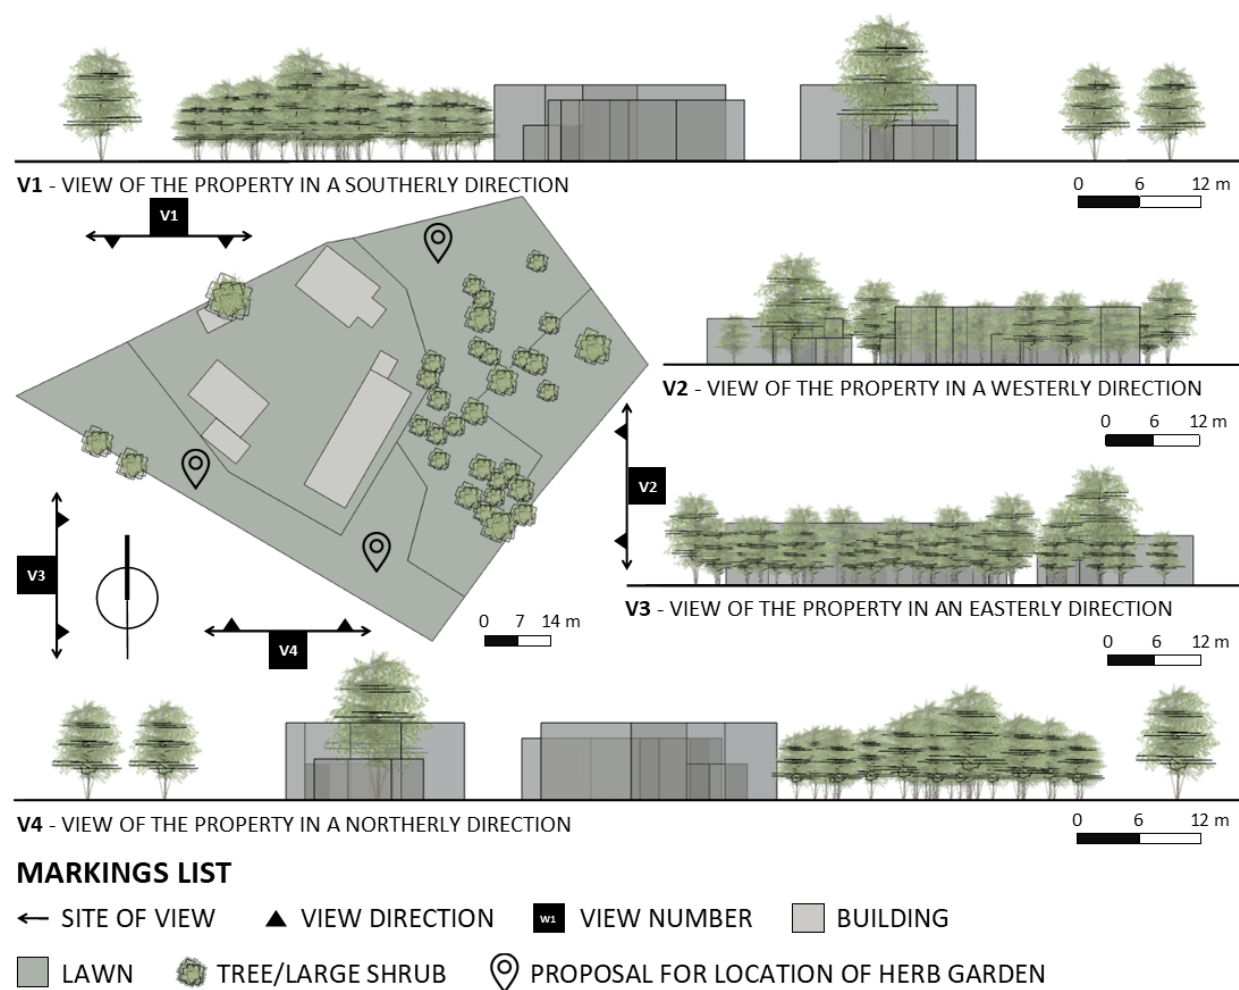 V1 - VIEW OF THE PROPERTY IN A SOUTHERLY DIRECTION
0 6 12 m
V1
V2 - VIEW OF THE PROPERTY IN A WESTERLY DIRECTION
0 6 12 m
V2
V3
V3 - VIEW OF THE PROPERTY IN AN EASTERLY DIRECTION
0 7 14 m
0 6 12 m
V4
V4 - VIEW OF THE PROPERTY IN A NORTHERLY DIRECTION
0 6 12 m
MARKINGS LIST
SITE OF VIEW
VIEW DIRECTION
W1 VIEW NUMBER
BUILDING
LAWN
TREE/LARGE SHRUB
PROPOSAL FOR LOCATION OF HERB GARDEN